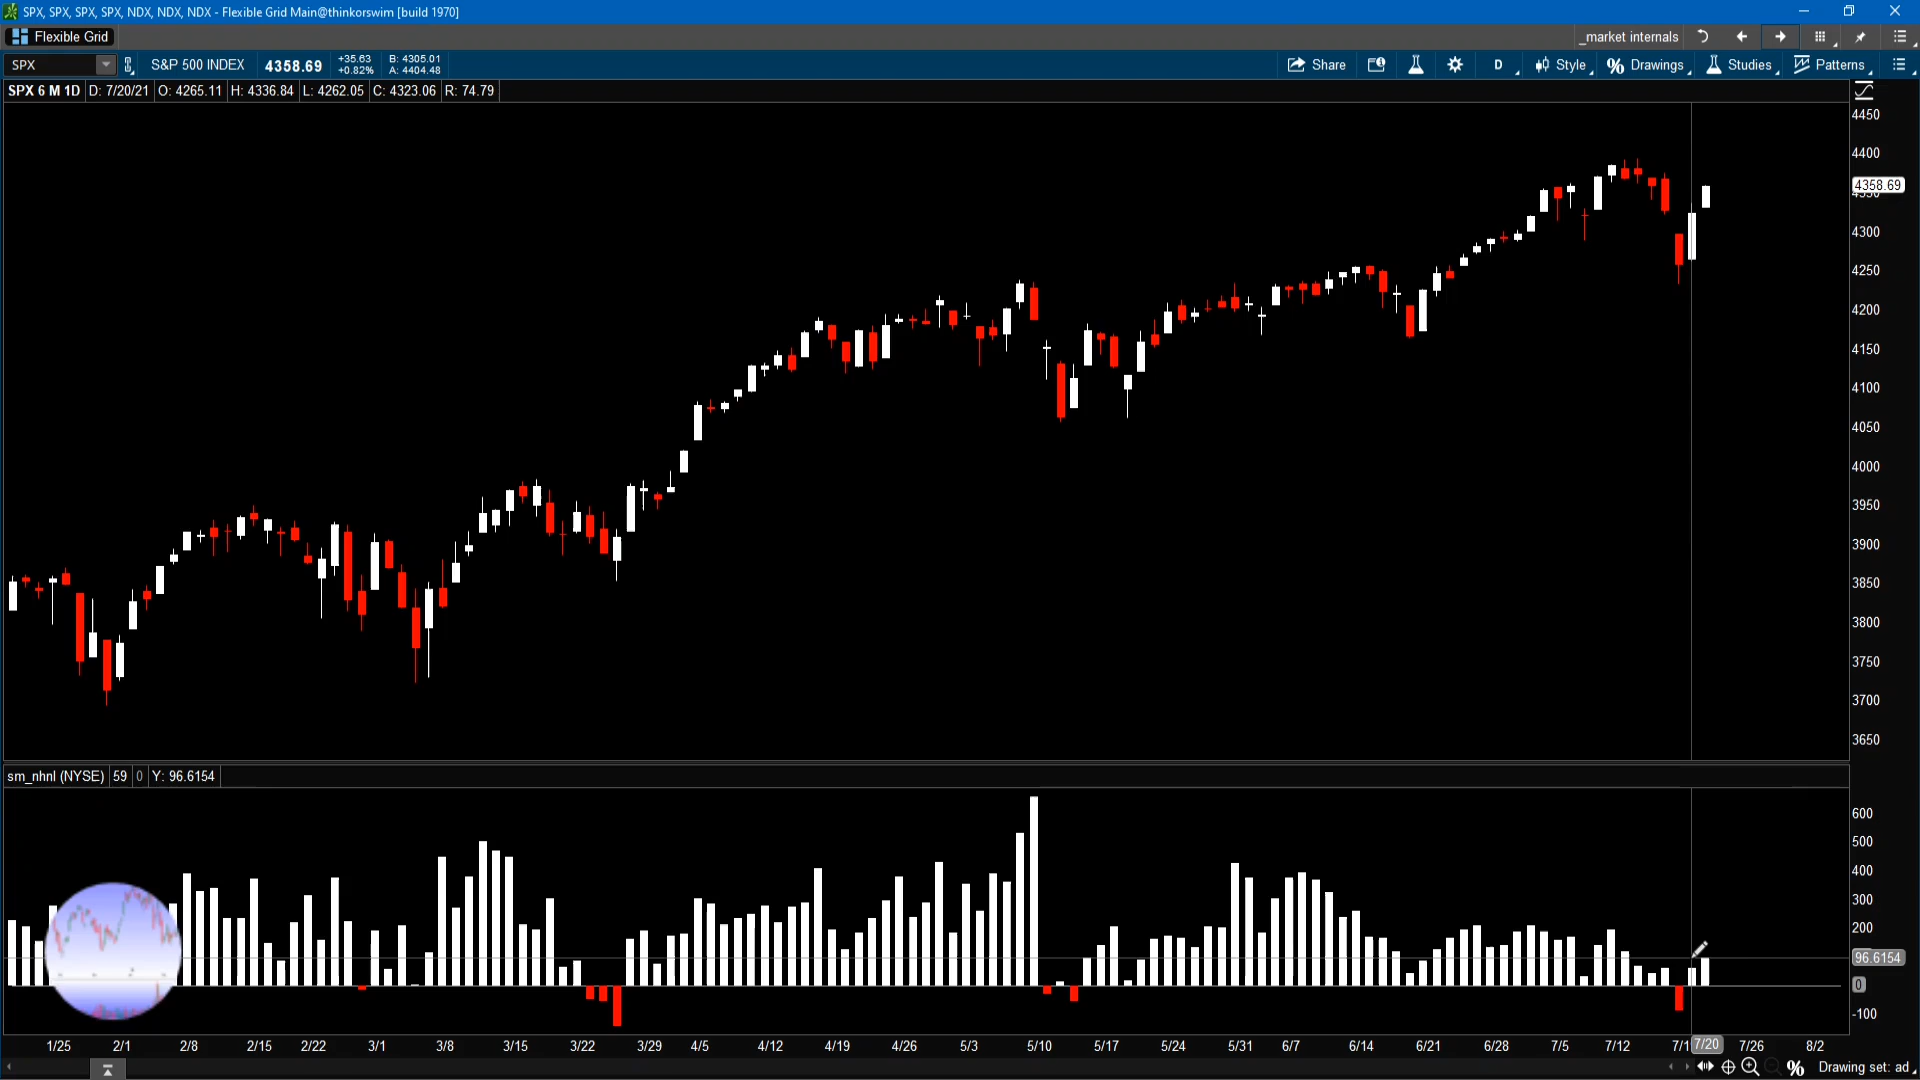 SPX, SPX, SPX, SPX, NDX, NDX, NDX - Flexible Grid Main@thinkorswim [build 1970]
Flexible Grid
_market internals
SPX
S&P 500 INDEX
4358.69
+35.63
+0.82%
B: 4305.01
A: 4404.48
Share
D
Style
Drawings
Studies
Patterns
SPX 6 M 1D
D: 7/20/21
O: 4265.11
H: 4336.84
L: 4262.05
C: 4323.06
R: 74.79
4450
4400
4358.69
4300
4250
4200
4150
4100
4050
4000
3950
3900
3850
3800
3750
3700
3650
sm_nhnl (NYSE)
59
0
Y: 96.6154
600
500
400
300
200
96.6154
0
-100
1/25
2/1
2/8
2/15
2/22
3/1
3/8
3/15
3/22
3/29
4/5
4/12
4/19
4/26
5/3
5/10
5/17
5/24
5/31
6/7
6/14
6/21
6/28
7/5
7/12
7/20
7/26
8/2
Drawing set: ad